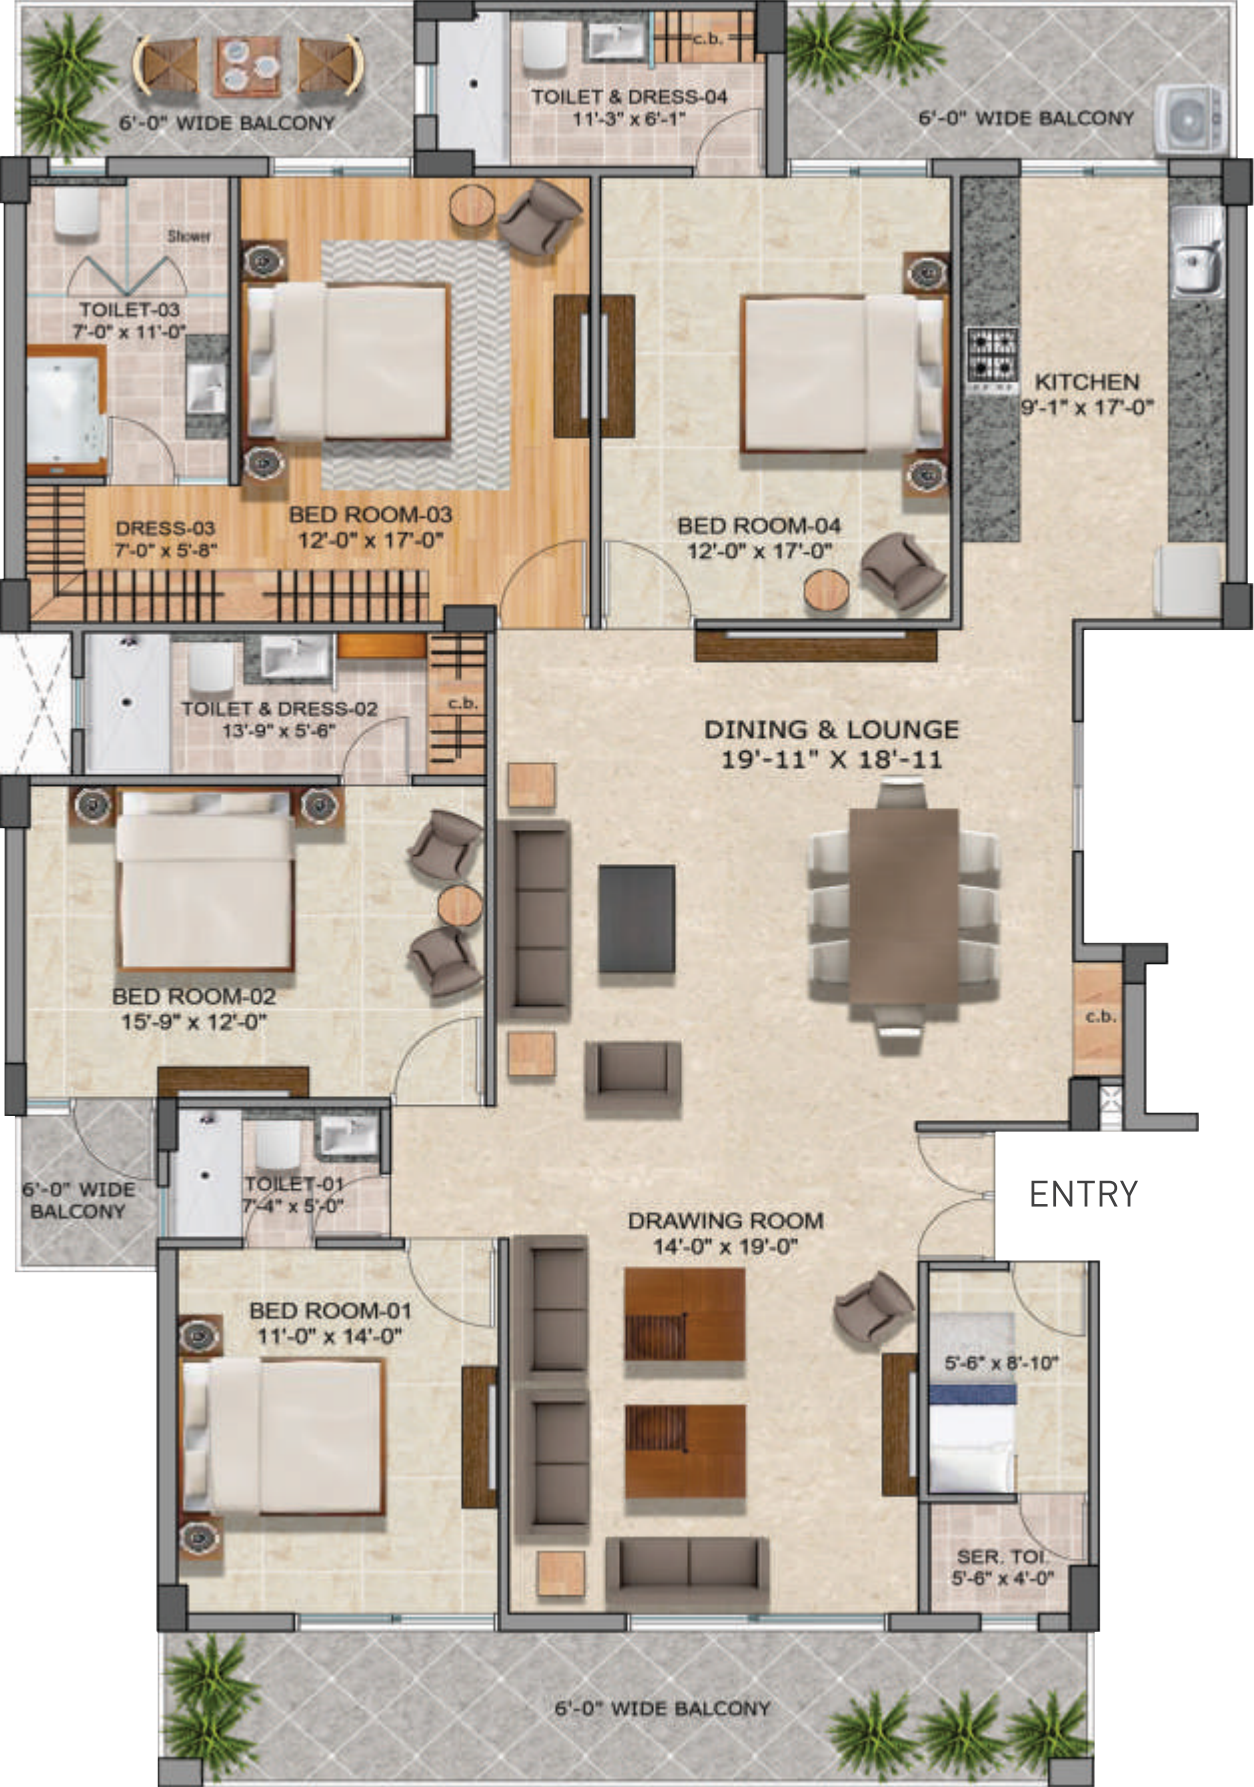 TOILET & DRESS-04
11'-3" x 6'-1"
c.b.
6'-0" WIDE BALCONY
6'-0" WIDE BALCONY
Shower
TOILET-03
7'-0" x 11'-0"
KITCHEN
9'-1" x 17'-0"
BED ROOM-03
12'-0" x 17'-0"
DRESS-03
7'-0" x 5'-8"
BED ROOM-04
12'-0" x 17'-0"
TOILET & DRESS-02
13'-9" x 5'-6"
c.b.
DINING & LOUNGE
19'-11" X 18'-11
BED ROOM-02
15'-9" x 12'-0"
c.b.
6'-0" WIDE
BALCONY
TOILET-01
7'-4" x 5'-0"
ENTRY
DRAWING ROOM
14'-0" x 19'-0"
BED ROOM-01
11'-0" x 14'-0"
5'-6" x 8'-10"
SER. TOI.
5'-6" x 4'-0"
6'-0" WIDE BALCONY